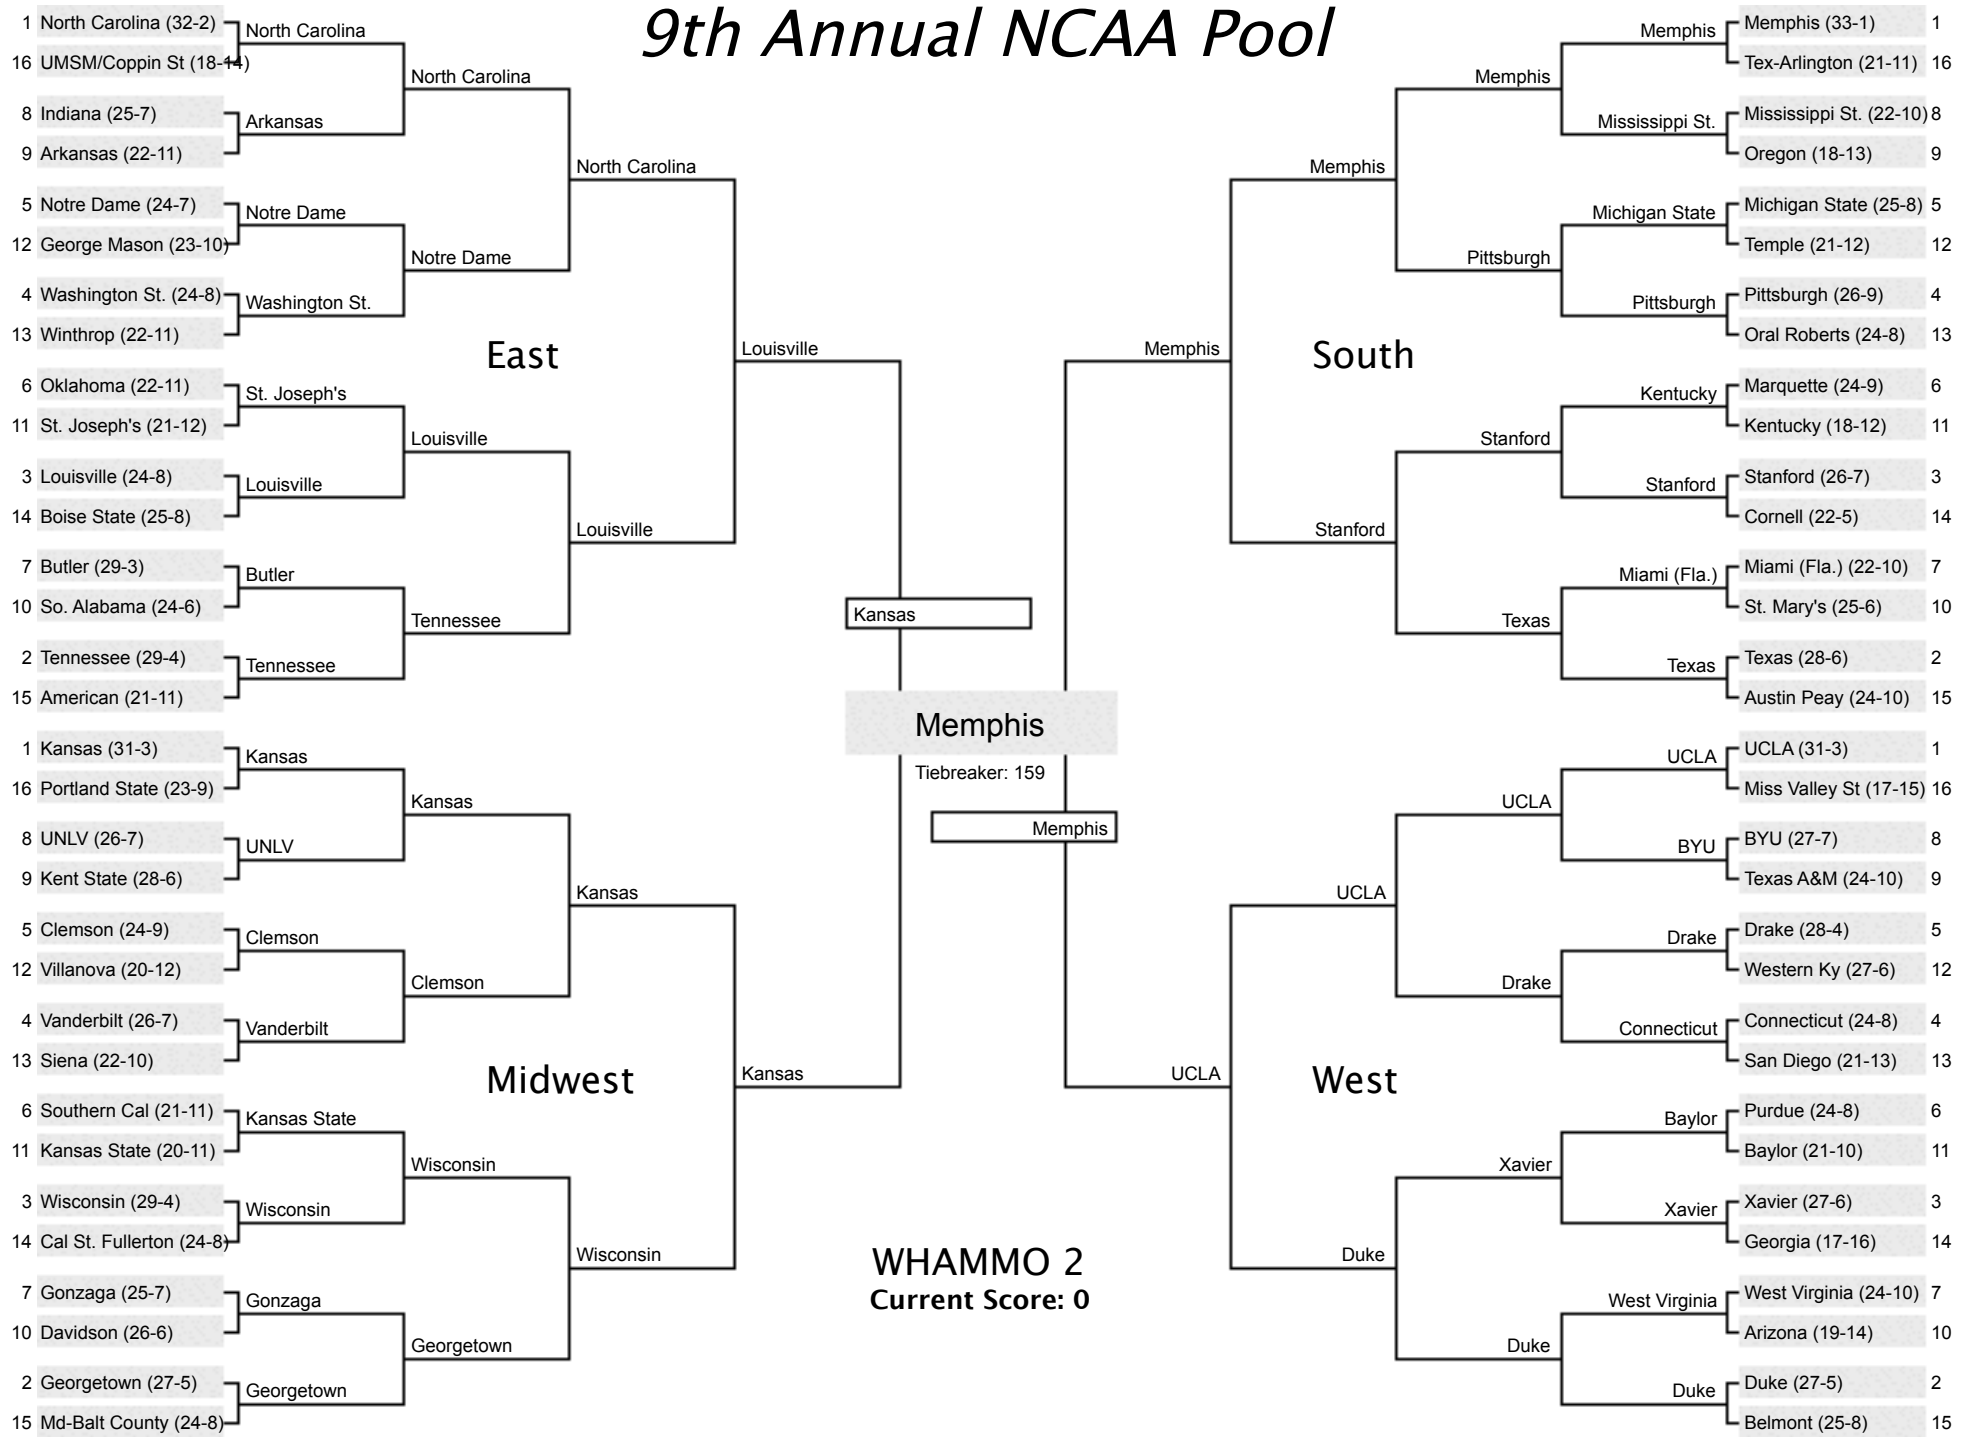 9th Annual NCAA Pool
1 North Carolina (32-2)
16 UMSM/Coppin St (18-14)
8 Indiana (25-7)
9 Arkansas (22-11)
5 Notre Dame (24-7)
12 George Mason (23-10)
4 Washington St. (24-8)
13 Winthrop (22-11)
6 Oklahoma (22-11)
11 St. Joseph's (21-12)
3 Louisville (24-8)
14 Boise State (25-8)
7 Butler (29-3)
10 So. Alabama (24-6)
2 Tennessee (29-4)
15 American (21-11)
North Carolina
Arkansas
Notre Dame
Washington St.
St. Joseph's
Louisville
Butler
Tennessee
North Carolina
Notre Dame
Louisville
Tennessee
North Carolina
Louisville
East
Louisville
1 Kansas (31-3)
16 Portland State (23-9)
8 UNLV (26-7)
9 Kent State (28-6)
5 Clemson (24-9)
12 Villanova (20-12)
4 Vanderbilt (26-7)
13 Siena (22-10)
6 Southern Cal (21-11)
11 Kansas State (20-11)
3 Wisconsin (29-4)
14 Cal St. Fullerton (24-8)
7 Gonzaga (25-7)
10 Davidson (26-6)
2 Georgetown (27-5)
15 Md-Balt County (24-8)
Kansas
UNLV
Clemson
Vanderbilt
Kansas State
Wisconsin
Gonzaga
Georgetown
Kansas
Clemson
Wisconsin
Georgetown
Kansas
Wisconsin
Midwest
Kansas
Kansas
Memphis
Tiebreaker: 159
Memphis
WHAMMO 2
Current Score: 0
Memphis
South
Memphis
Stanford
Memphis
Pittsburgh
Stanford
Texas
Memphis
Mississippi St.
Michigan State
Pittsburgh
Kentucky
Stanford
Miami (Fla.)
Texas
Memphis (33-1) 1
Tex-Arlington (21-11) 16
Mississippi St. (22-10) 8
Oregon (18-13) 9
Michigan State (25-8) 5
Temple (21-12) 12
Pittsburgh (26-9) 4
Oral Roberts (24-8) 13
Marquette (24-9) 6
Kentucky (18-12) 11
Stanford (26-7) 3
Cornell (22-5) 14
Miami (Fla.) (22-10) 7
St. Mary's (25-6) 10
Texas (28-6) 2
Austin Peay (24-10) 15
UCLA
West
UCLA
Duke
UCLA
Drake
Xavier
Duke
UCLA
BYU
Drake
Connecticut
Baylor
Xavier
West Virginia
Duke
UCLA (31-3) 1
Miss Valley St (17-15) 16
BYU (27-7) 8
Texas A&M (24-10) 9
Drake (28-4) 5
Western Ky (27-6) 12
Connecticut (24-8) 4
San Diego (21-13) 13
Purdue (24-8) 6
Baylor (21-10) 11
Xavier (27-6) 3
Georgia (17-16) 14
West Virginia (24-10) 7
Arizona (19-14) 10
Duke (27-5) 2
Belmont (25-8) 15